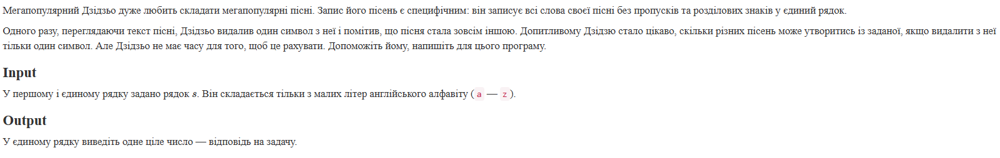 Мегапопулярний Дзідзьо дуже любить складати мегапопулярні пісні. Запис його пісень є специфічним: він записує всі слова своєї пісні без пропусків та розділових знаків у єдиний рядок.
Одного разу, переглядаючи текст пісні, Дзідзьо видалив один символ з неї і помітив, що пісня стала зовсім іншою. Допитливому Дзідзю стало цікаво, скільки різних пісень може утворитись із заданої, якщо видалити з неї
тільки один символ. Але Дзідзьо не має часу для того, щоб це рахувати. Допоможіть йому, напишіть для цього програму.
Input
У першому і єдиному рядку задано рядок s. Він складається тільки з малих літер англійського алфавіту ( a — z ).
Output
У єдиному рядку виведіть одне ціле число — відповідь на задачу.